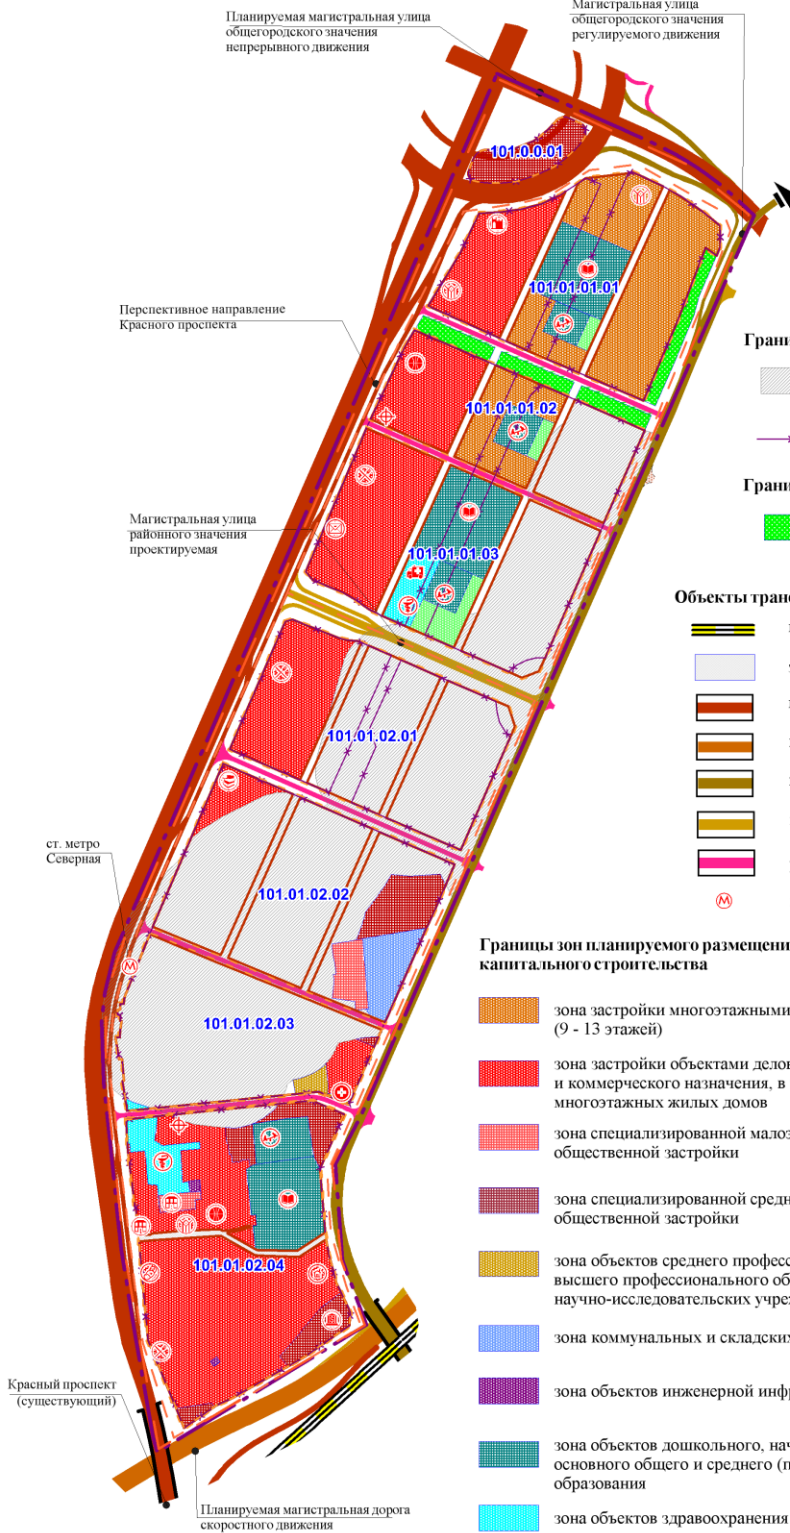 Планируемая магистральная улица
общегородского значения
непрерывного движения
Магистральная улица
общегородского значения
регулируемого движения
101.0.0.01
101.01.01.01
Перспективное направление
Красного проспекта
101.01.01.02
Магистральная улица
районного значения
проектируемая
101.01.01.03
101.01.02.01
ст. метро
Северная
М
101.01.02.02
101.01.02.03
101.01.02.04
Красный проспект
(существующий)
Планируемая магистральная дорога
скоростного движения
Грани
Грани
Объекты тран
М
Границы зон планируемого размещени
капитального строительства
зона застройки многоэтажными
(9 - 13 этажей)
зона застройки объектами делов
и коммерческого назначения, в
многоэтажных жилых домов
зона специализированной малоэ
общественной застройки
зона специализированной средн
общественной застройки
зона объектов среднего професс
высшего профессионального об
научно-исследовательских учре
зона коммунальных и складских
зона объектов инженерной инфр
зона объектов дошкольного, нач
основного общего и среднего (п
образования
зона объектов здравоохранения